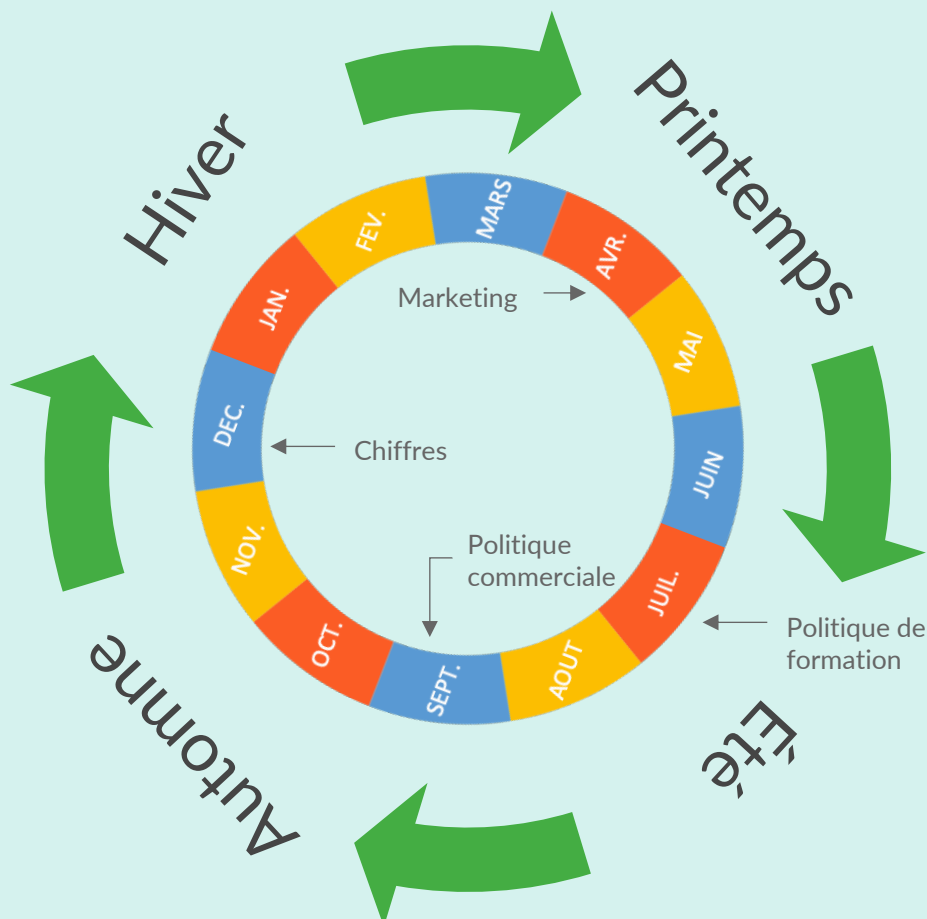 Hiver
Printemps
Été
Automne
JAN.
FEV.
MARS
AVR.
MAI
JUIN
JUIL.
AOUT
SEPT.
OCT.
NOV.
DEC.
Marketing
Chiffres
Politique
commerciale
Politique de
formation